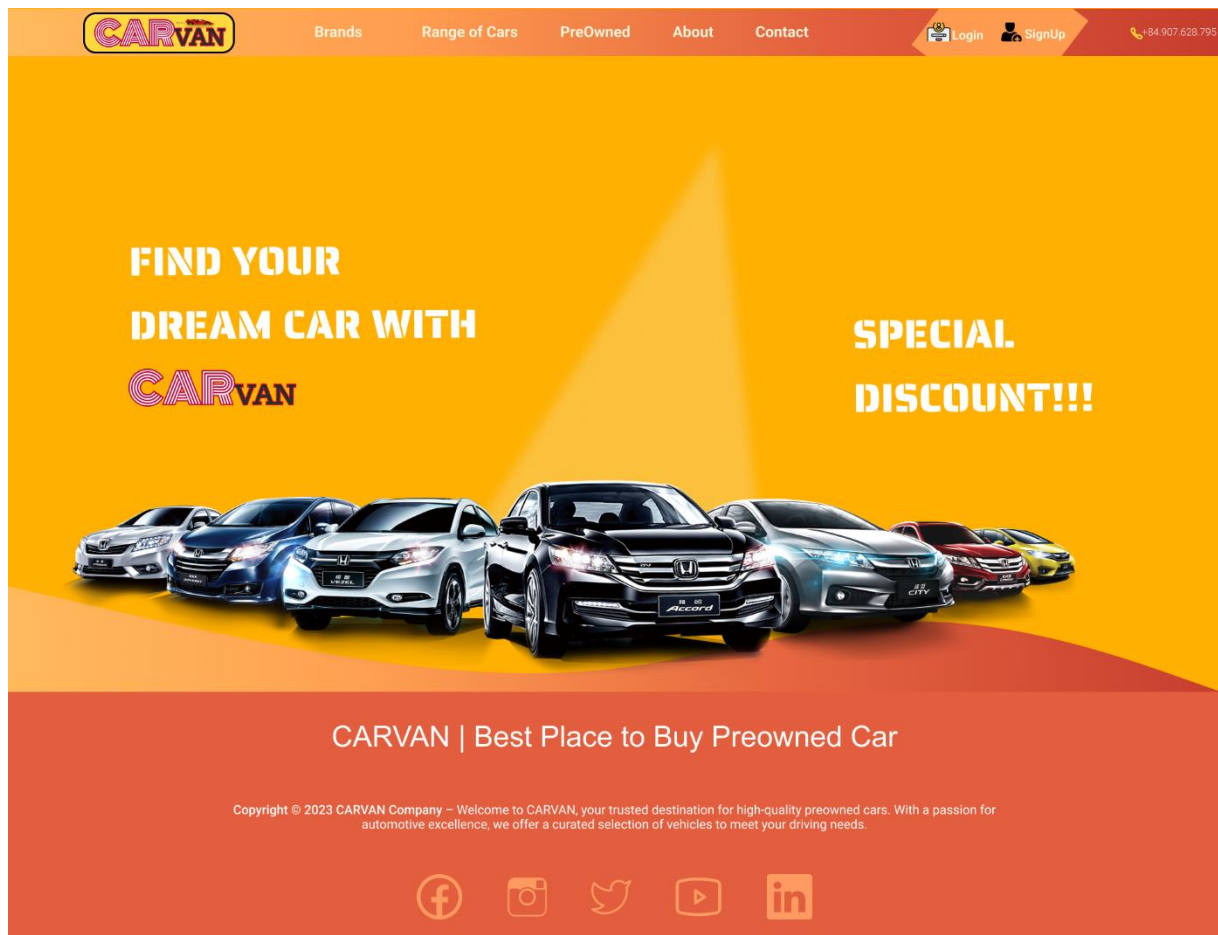 CARVAN
Brands
Range of Cars
PreOwned
About
Contact
Login
SignUp
+84.907.628.795
FIND YOUR
DREAM CAR WITH
CARVAN
SPECIAL
DISCOUNT!!!
VEZEL
Accord
CITY
CARVAN | Best Place to Buy Preowned Car
Copyright © 2023 CARVAN Company – Welcome to CARVAN, your trusted destination for high-quality preowned cars. With a passion for
automotive excellence, we offer a curated selection of vehicles to meet your driving needs.
in